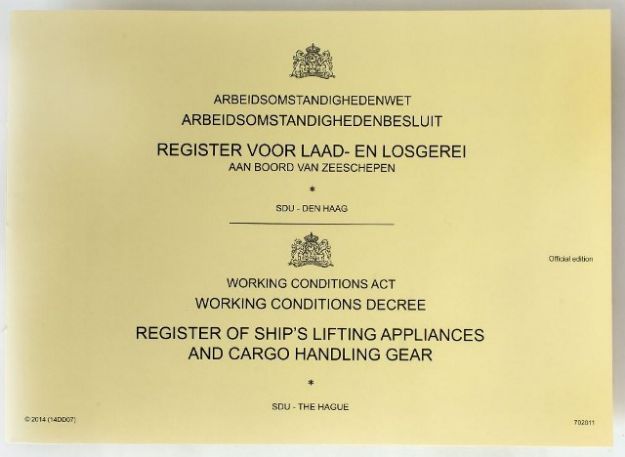 ARBEIDSOMSTANDIGHEDENWET
ARBEIDSOMSTANDIGHEDENBESLUIT
REGISTER VOOR LAAD- EN LOSGEREI
AAN BOORD VAN ZEESCHEPEN
*
SDU - DEN HAAG
Official edition
WORKING CONDITIONS ACT
WORKING CONDITIONS DECREE
REGISTER OF SHIP'S LIFTING APPLIANCES
AND CARGO HANDLING GEAR
*
SDU - THE HAGUE
© 2014 (14DD07)
702011